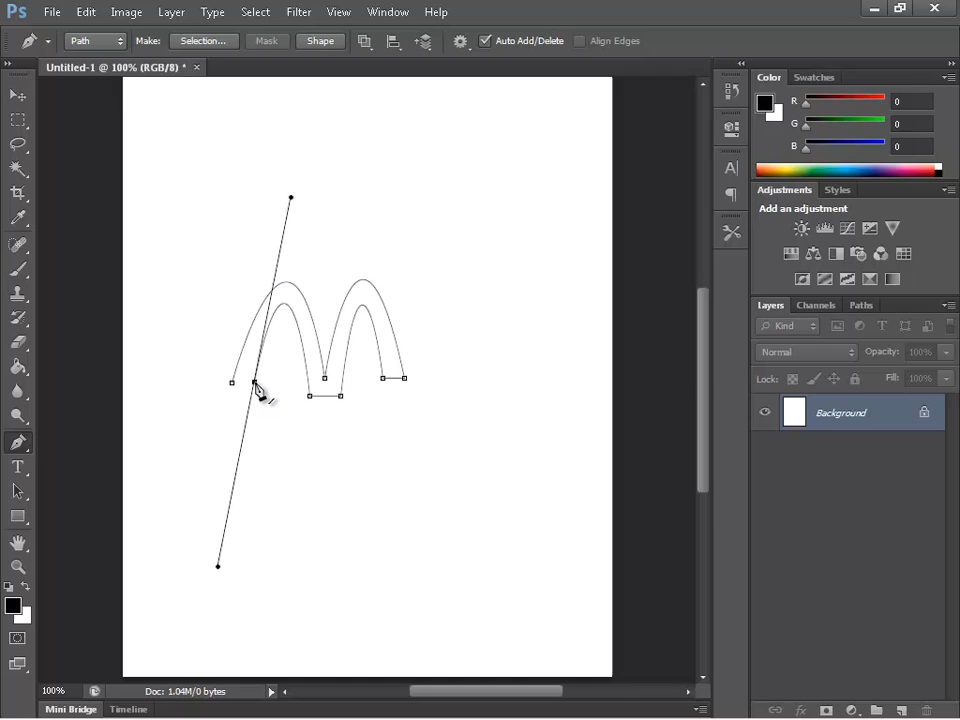 Ps File Edit Image Layer Type Select Filter View Window Help
Path Make: Selection... Mask Shape Auto Add/Delete Align Edges
Untitled-1 @ 100% (RGB/8) * ×
Color Swatches
R 0
G 0
B 0
Adjustments Styles
Add an adjustment
Layers Channels Paths
Kind
Normal Opacity: 100%
Lock: Fill: 100%
Background
100% Doc: 1.04M/0 bytes
Mini Bridge Timeline